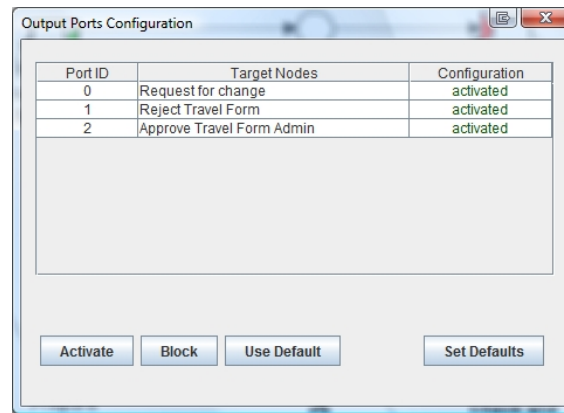 Output Ports Configuration
Port ID Target Nodes Configuration
0 Request for change activated
1 Reject Travel Form activated
2 Approve Travel Form Admin activated
Activate Block Use Default Set Defaults